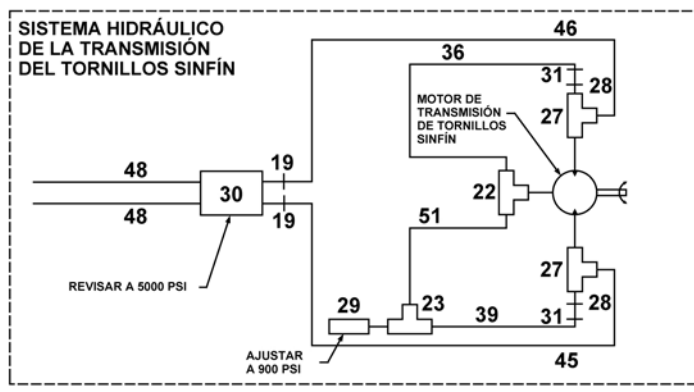 SISTEMA HIDRÁULICO
DE LA TRANSMISIÓN
DEL TORNILLOS SINFÍN
46
36
31
28
MOTOR DE
TRANSMISIÓN
DE TORNILLOS
SINFÍN
27
48
19
30
22
48
19
51
27
REVISAR A 5000 PSI
29
23
28
39
31
AJUSTAR
A 900 PSI
45